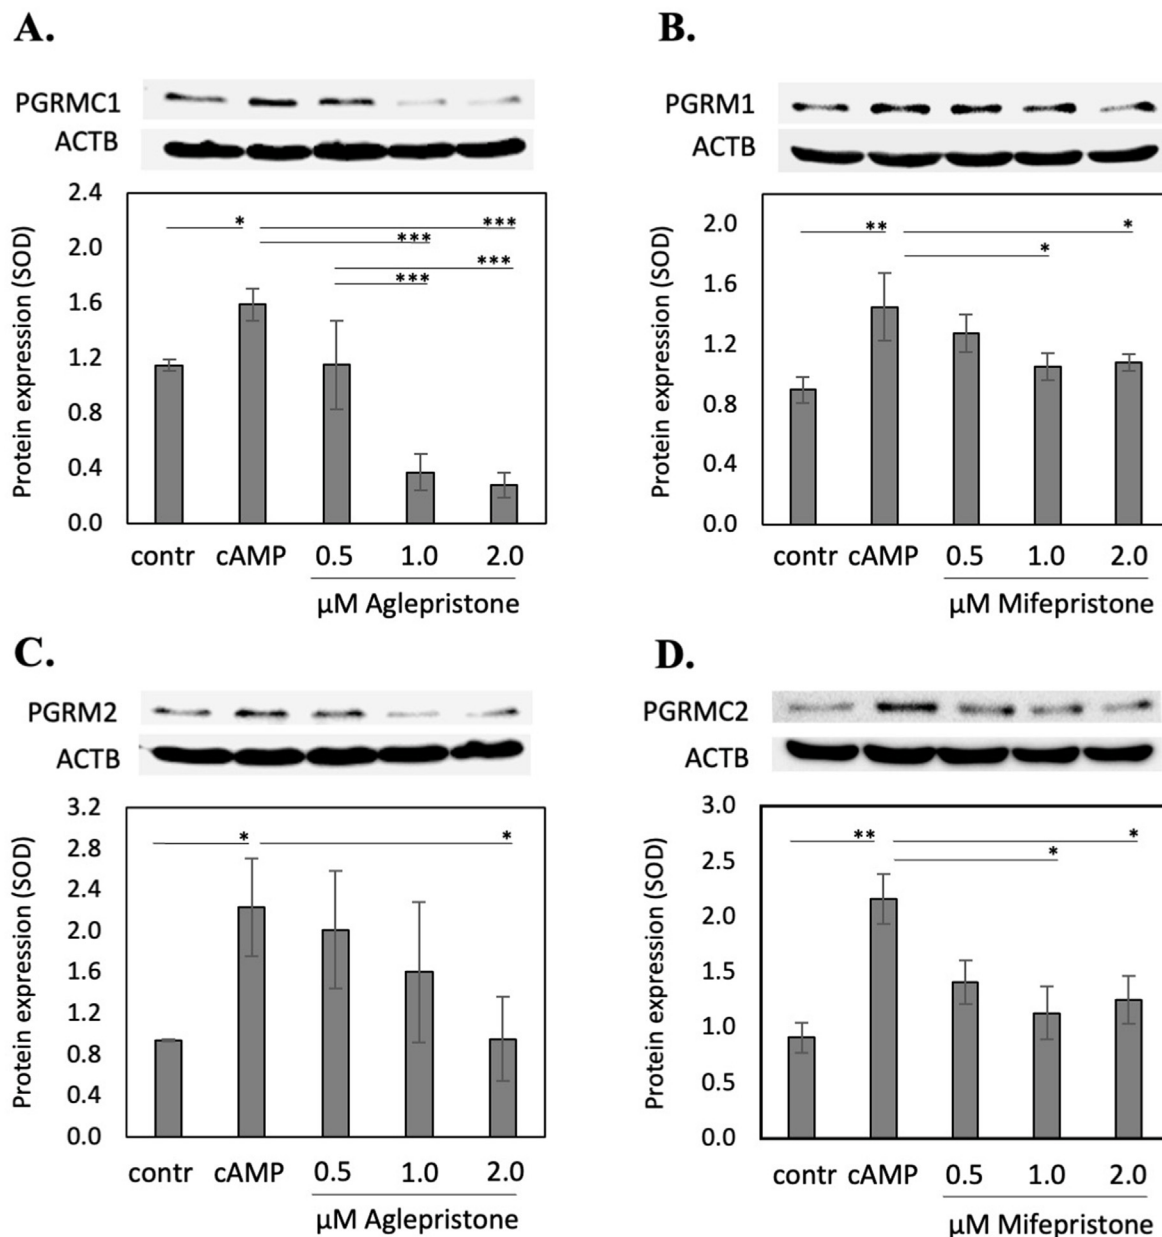 A.
PGRMC1
ACTB
2.4
2.0
1.6
1.2
0.8
0.4
0.0
Protein expression (SOD)
* ***
***
***
***
contr cAMP 0.5 1.0 2.0
µM Aglepristone
B.
PGRM1
ACTB
2.0
1.6
1.2
0.8
0.4
0.0
Protein expression (SOD)
** *
*
contr cAMP 0.5 1.0 2.0
µM Mifepristone
C.
PGRM2
ACTB
3.2
2.8
2.4
2.0
1.6
1.2
0.8
0.4
0.0
Protein expression (SOD)
* *
contr cAMP 0.5 1.0 2.0
µM Aglepristone
D.
PGRMC2
ACTB
3.0
2.5
2.0
1.5
1.0
0.5
0.0
Protein expression (SOD)
** *
*
contr cAMP 0.5 1.0 2.0
µM Mifepristone